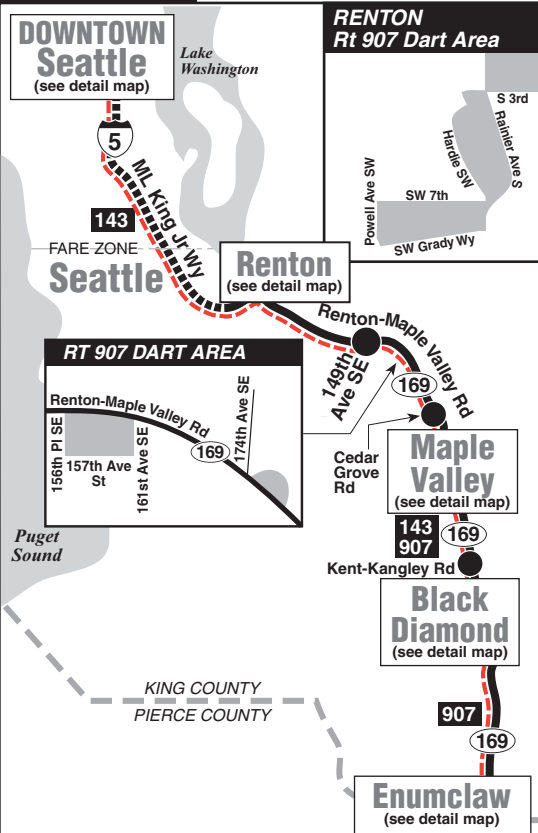 DOWNTOWN
Seattle
(see detail map)
Lake
Washington
RENTON
Rt 907 Dart Area
S 3rd
Rainier Ave S
Hardie SW
Powell Ave SW
SW 7th
SW Grady Wy
5
ML King Jr Wy
143
FARE ZONE
Seattle
Renton
(see detail map)
Renton-Maple Valley Rd
149th
Ave SE
169
Cedar
Grove
Rd
RT 907 DART AREA
Renton-Maple Valley Rd
156th Pl SE
157th Ave
St
161st Ave SE
169
174th Ave SE
Maple
Valley
(see detail map)
Puget
Sound
143
907
169
Kent-Kangley Rd
Black
Diamond
(see detail map)
KING COUNTY
PIERCE COUNTY
907
169
Enumclaw
(see detail map)